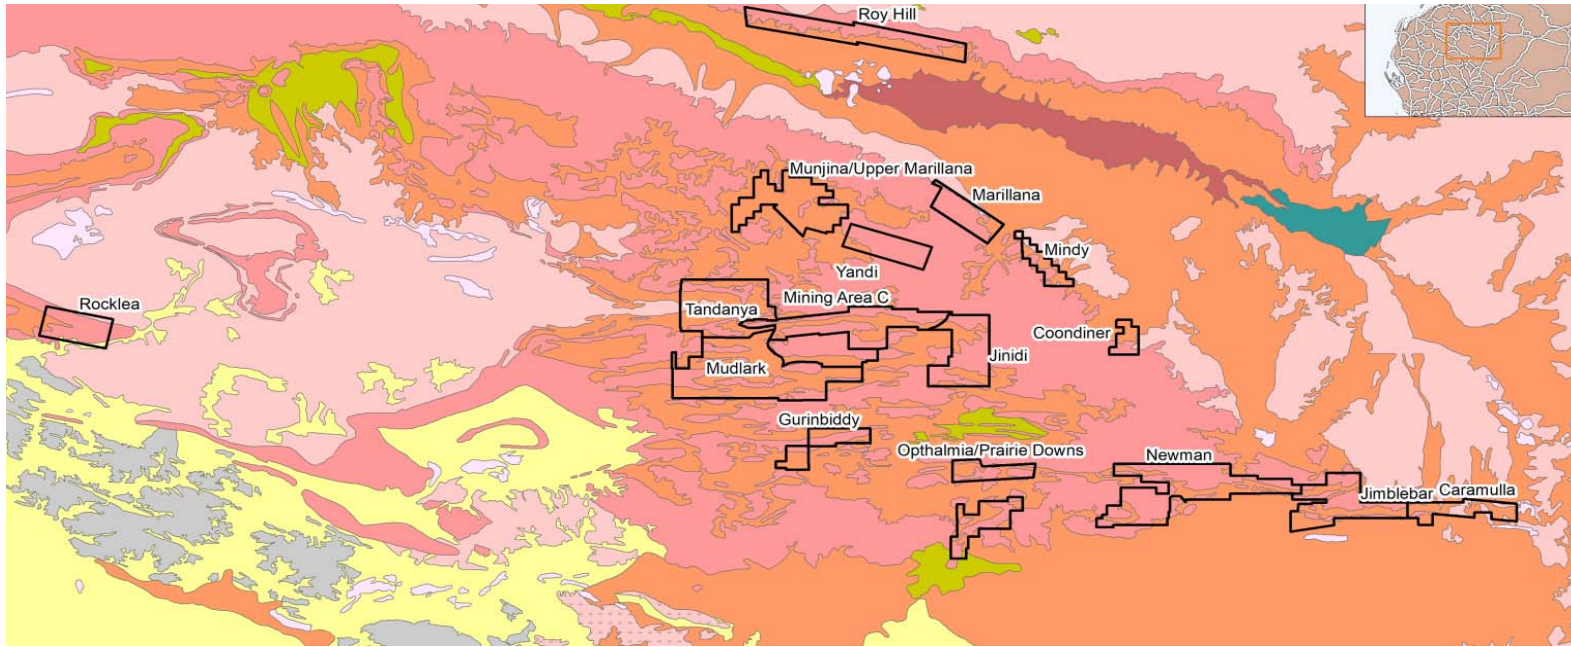 Roy Hill
Munjina/Upper Marillana
Marillana
Mindy
Yandi
Mining Area C
Tandanya
Rocklea
Coondiner
Jinidi
Mudlark
Gurinbiddy
Opthalmia/Prairie Downs
Newman
Jimblebar
Caramulla